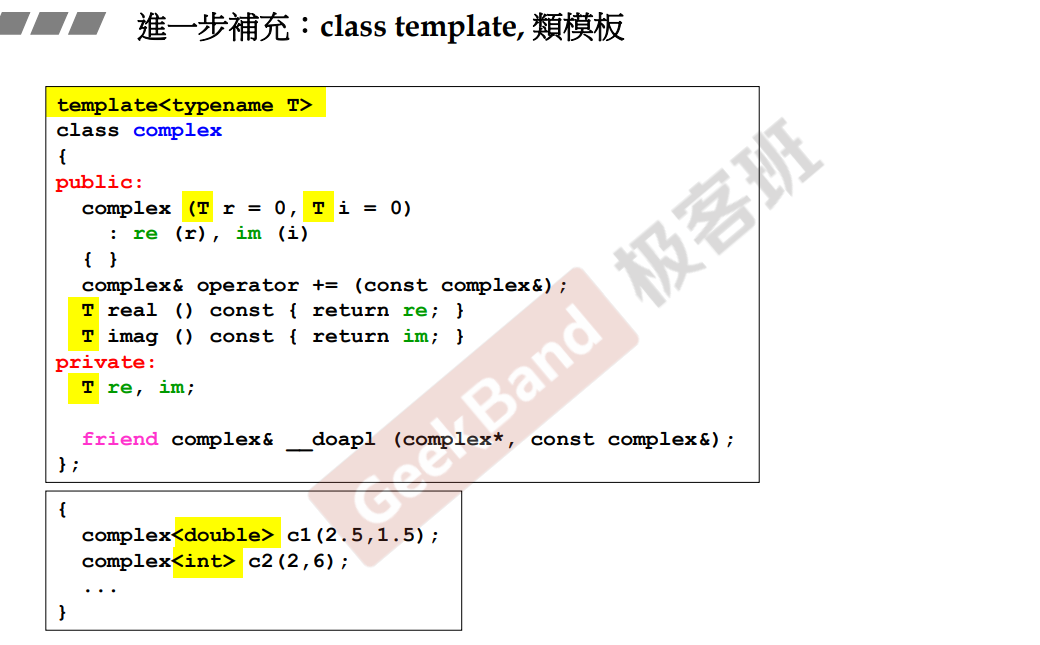 進一步補充：class template, 類模板
template<typename T>
class complex
{
public:
  complex (T r = 0, T i = 0)
    : re (r), im (i)
  { }
  complex& operator += (const complex&);
  T real () const { return re; }
  T imag () const { return im; }
private:
  T re, im;
  friend complex& __doapl (complex*, const complex&);
};
{
  complex<double> c1(2.5,1.5);
  complex<int> c2(2,6);
  ...
}
GeekBand 极客班